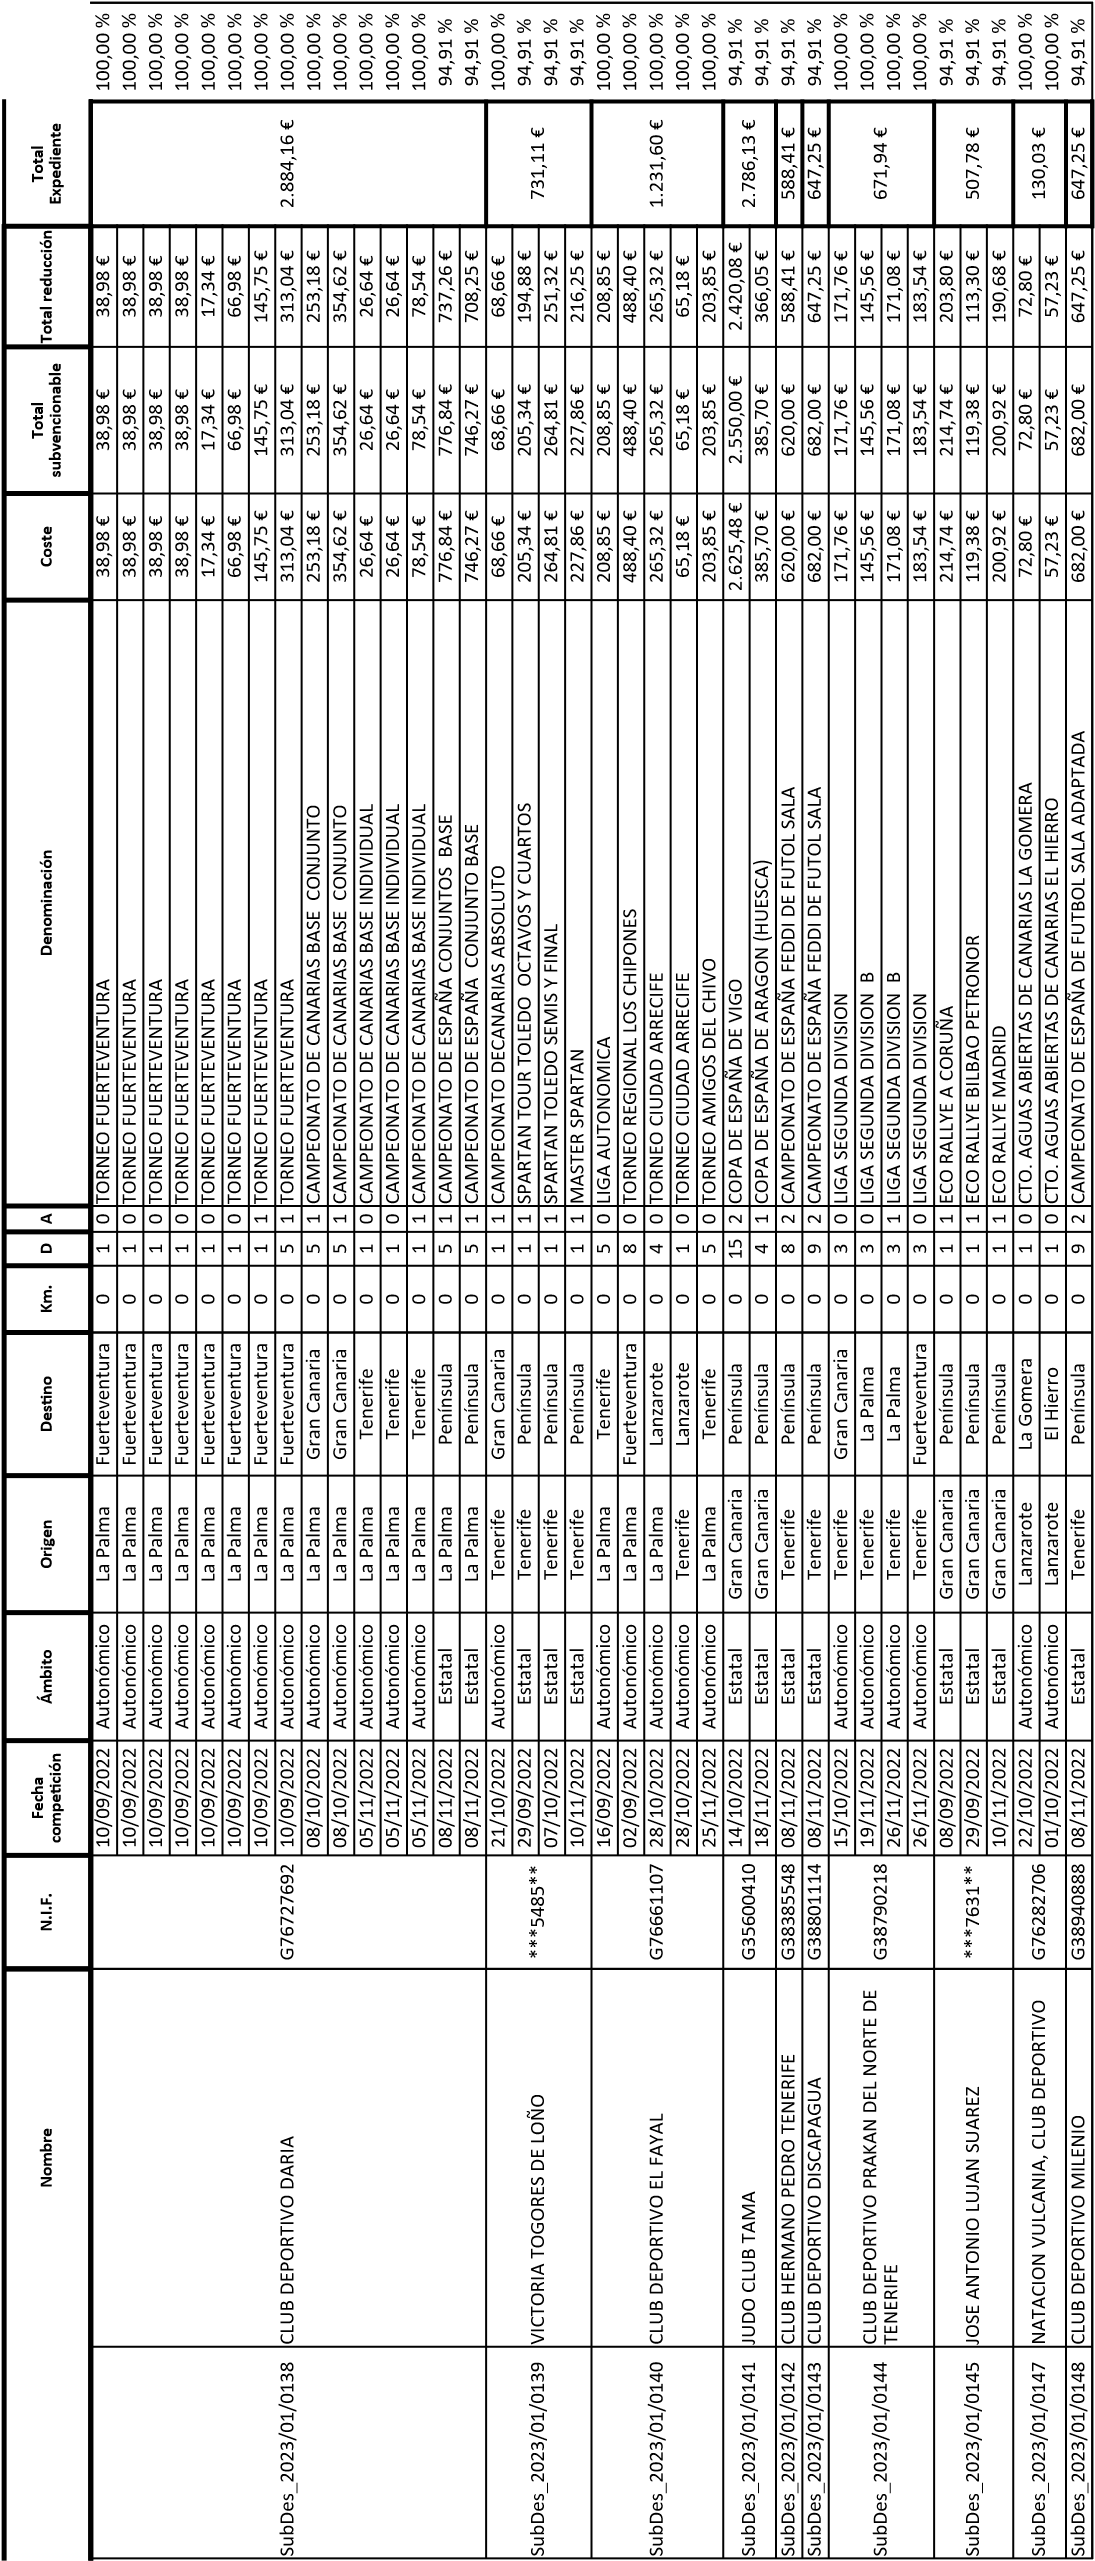 Nombre N.I.F. Fecha competición Ámbito Origen Destino Km. D A Denominación Coste Total subvencionable Total reducción Total Expediente
SubDes_2023/01/0138 CLUB DEPORTIVO DARIA G76727692 10/09/2022 Autonómico La Palma Fuerteventura 0 1 0 TORNEO FUERTEVENTURA 38,98 € 38,98 € 38,98 € 2.884,16 € 100,00 %
10/09/2022 Autonómico La Palma Fuerteventura 0 1 0 TORNEO FUERTEVENTURA 38,98 € 38,98 € 38,98 € 100,00 %
10/09/2022 Autonómico La Palma Fuerteventura 0 1 0 TORNEO FUERTEVENTURA 38,98 € 38,98 € 38,98 € 100,00 %
10/09/2022 Autonómico La Palma Fuerteventura 0 1 0 TORNEO FUERTEVENTURA 38,98 € 38,98 € 38,98 € 100,00 %
10/09/2022 Autonómico La Palma Fuerteventura 0 1 0 TORNEO FUERTEVENTURA 17,34 € 17,34 € 17,34 € 100,00 %
10/09/2022 Autonómico La Palma Fuerteventura 0 1 0 TORNEO FUERTEVENTURA 66,98 € 66,98 € 66,98 € 100,00 %
10/09/2022 Autonómico La Palma Fuerteventura 0 1 1 TORNEO FUERTEVENTURA 145,75 € 145,75 € 145,75 € 100,00 %
10/09/2022 Autonómico La Palma Fuerteventura 0 5 1 TORNEO FUERTEVENTURA 313,04 € 313,04 € 313,04 € 100,00 %
08/10/2022 Autonómico La Palma Gran Canaria 0 5 1 CAMPEONATO DE CANARIAS BASE CONJUNTO 253,18 € 253,18 € 253,18 € 100,00 %
08/10/2022 Autonómico La Palma Gran Canaria 0 5 1 CAMPEONATO DE CANARIAS BASE CONJUNTO 354,62 € 354,62 € 354,62 € 100,00 %
05/11/2022 Autonómico La Palma Tenerife 0 1 0 CAMPEONATO DE CANARIAS BASE INDIVIDUAL 26,64 € 26,64 € 26,64 € 100,00 %
05/11/2022 Autonómico La Palma Tenerife 0 1 0 CAMPEONATO DE CANARIAS BASE INDIVIDUAL 26,64 € 26,64 € 26,64 € 100,00 %
05/11/2022 Autonómico La Palma Tenerife 0 1 1 CAMPEONATO DE CANARIAS BASE INDIVIDUAL 78,54 € 78,54 € 78,54 € 100,00 %
08/11/2022 Estatal La Palma Península 0 5 1 CAMPEONATO DE ESPAÑA CONJUNTOS BASE 776,84 € 776,84 € 737,26 € 94,91 %
08/11/2022 Estatal La Palma Península 0 5 1 CAMPEONATO DE ESPAÑA CONJUNTO BASE 746,27 € 746,27 € 708,25 € 94,91 %
SubDes_2023/01/0139 VICTORIA TOGORES DE LOÑO ***5485** 21/10/2022 Autonómico Tenerife Gran Canaria 0 1 1 CAMPEONATO DECANARIAS ABSOLUTO 68,66 € 68,66 € 68,66 € 731,11 € 100,00 %
29/09/2022 Estatal Tenerife Península 0 1 1 SPARTAN TOUR TOLEDO OCTAVOS Y CUARTOS 205,34 € 205,34 € 194,88 € 94,91 %
07/10/2022 Estatal Tenerife Península 0 1 1 SPARTAN TOLEDO SEMIS Y FINAL 264,81 € 264,81 € 251,32 € 94,91 %
10/11/2022 Estatal Tenerife Península 0 1 1 MASTER SPARTAN 227,86 € 227,86 € 216,25 € 94,91 %
SubDes_2023/01/0140 CLUB DEPORTIVO EL FAYAL G76661107 16/09/2022 Autonómico La Palma Tenerife 0 5 0 LIGA AUTONOMICA 208,85 € 208,85 € 208,85 € 1.231,60 € 100,00 %
02/09/2022 Autonómico La Palma Fuerteventura 0 8 0 TORNEO REGIONAL LOS CHIPONES 488,40 € 488,40 € 488,40 € 100,00 %
28/10/2022 Autonómico La Palma Lanzarote 0 4 0 TORNEO CIUDAD ARRECIFE 265,32 € 265,32 € 265,32 € 100,00 %
28/10/2022 Autonómico Tenerife Lanzarote 0 1 0 TORNEO CIUDAD ARRECIFE 65,18 € 65,18 € 65,18 € 100,00 %
25/11/2022 Autonómico La Palma Tenerife 0 5 0 TORNEO AMIGOS DEL CHIVO 203,85 € 203,85 € 203,85 € 100,00 %
SubDes_2023/01/0141 JUDO CLUB TAMA G35600410 14/10/2022 Estatal Gran Canaria Península 0 15 2 COPA DE ESPAÑA DE VIGO 2.625,48 € 2.550,00 € 2.420,08 € 2.786,13 € 94,91 %
18/11/2022 Estatal Gran Canaria Península 0 4 1 COPA DE ESPAÑA DE ARAGON (HUESCA) 385,70 € 385,70 € 366,05 € 94,91 %
SubDes_2023/01/0142 CLUB HERMANO PEDRO TENERIFE G38385548 08/11/2022 Estatal Tenerife Península 0 8 2 CAMPEONATO DE ESPAÑA FEDDI DE FUTOL SALA 620,00 € 620,00 € 588,41 € 588,41 € 94,91 %
SubDes_2023/01/0143 CLUB DEPORTIVO DISCAPAGUA G38801114 08/11/2022 Estatal Tenerife Península 0 9 2 CAMPEONATO DE ESPAÑA FEDDI DE FUTOL SALA 682,00 € 682,00 € 647,25 € 647,25 € 94,91 %
SubDes_2023/01/0144 CLUB DEPORTIVO PRAKAN DEL NORTE DE TENERIFE G38790218 15/10/2022 Autonómico Tenerife Gran Canaria 0 3 0 LIGA SEGUNDA DIVISION 171,76 € 171,76 € 171,76 € 671,94 € 100,00 %
19/11/2022 Autonómico Tenerife La Palma 0 3 0 LIGA SEGUNDA DIVISION B 145,56 € 145,56 € 145,56 € 100,00 %
26/11/2022 Autonómico Tenerife La Palma 0 3 1 LIGA SEGUNDA DIVISION B 171,08 € 171,08 € 171,08 € 100,00 %
26/11/2022 Autonómico Tenerife Fuerteventura 0 3 0 LIGA SEGUNDA DIVISION 183,54 € 183,54 € 183,54 € 100,00 %
SubDes_2023/01/0145 JOSE ANTONIO LUJAN SUAREZ ***7631** 08/09/2022 Estatal Gran Canaria Península 0 1 1 ECO RALLYE A CORUÑA 214,74 € 214,74 € 203,80 € 507,78 € 94,91 %
29/09/2022 Estatal Gran Canaria Península 0 1 1 ECO RALLYE BILBAO PETRONOR 119,38 € 119,38 € 113,30 € 94,91 %
10/11/2022 Estatal Gran Canaria Península 0 1 1 ECO RALLYE MADRID 200,92 € 200,92 € 190,68 € 94,91 %
SubDes_2023/01/0147 NATACION VULCANIA, CLUB DEPORTIVO G76282706 22/10/2022 Autonómico Lanzarote La Gomera 0 1 0 CTO. AGUAS ABIERTAS DE CANARIAS LA GOMERA 72,80 € 72,80 € 72,80 € 130,03 € 100,00 %
01/10/2022 Autonómico Lanzarote El Hierro 0 1 0 CTO. AGUAS ABIERTAS DE CANARIAS EL HIERRO 57,23 € 57,23 € 57,23 € 100,00 %
SubDes_2023/01/0148 CLUB DEPORTIVO MILENIO G38940888 08/11/2022 Estatal Tenerife Península 0 9 2 CAMPEONATO DE ESPAÑA DE FUTBOL SALA ADAPTADA 682,00 € 682,00 € 647,25 € 647,25 € 94,91 %